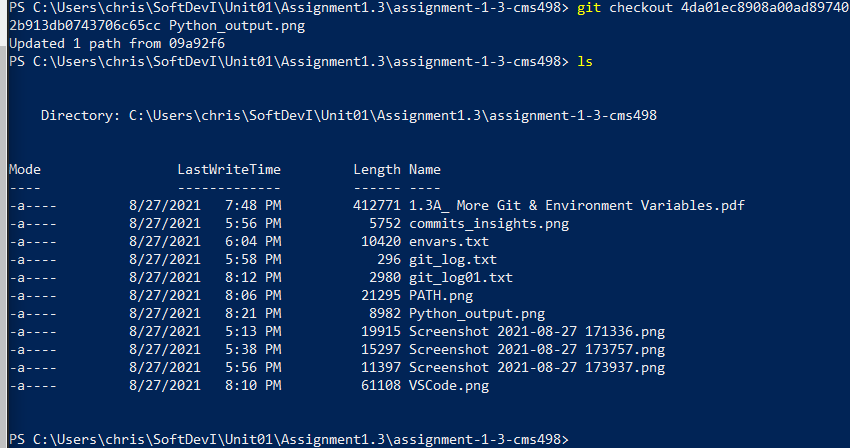 PS C:\Users\chris\SoftDevI\Unit01\Assignment1.3\assignment-1-3-cms498> git checkout 4da01ec8908a00ad89740
2b913db0743706c65cc Python_output.png
Updated 1 path from 09a92f6
PS C:\Users\chris\SoftDevI\Unit01\Assignment1.3\assignment-1-3-cms498> ls
Directory: C:\Users\chris\SoftDevI\Unit01\Assignment1.3\assignment-1-3-cms498
Mode                 LastWriteTime         Length Name
----                 -------------         ------ ----
-a----         8/27/2021   7:48 PM         412771 1.3A_ More Git & Environment Variables.pdf
-a----         8/27/2021   5:56 PM           5752 commits_insights.png
-a----         8/27/2021   6:04 PM          10420 envars.txt
-a----         8/27/2021   5:58 PM            296 git_log.txt
-a----         8/27/2021   8:12 PM           2980 git_log01.txt
-a----         8/27/2021   8:06 PM          21295 PATH.png
-a----         8/27/2021   8:21 PM           8982 Python_output.png
-a----         8/27/2021   5:13 PM          19915 Screenshot 2021-08-27 171336.png
-a----         8/27/2021   5:38 PM          15297 Screenshot 2021-08-27 173757.png
-a----         8/27/2021   5:56 PM          11397 Screenshot 2021-08-27 173937.png
-a----         8/27/2021   8:10 PM          61108 VSCode.png
PS C:\Users\chris\SoftDevI\Unit01\Assignment1.3\assignment-1-3-cms498>